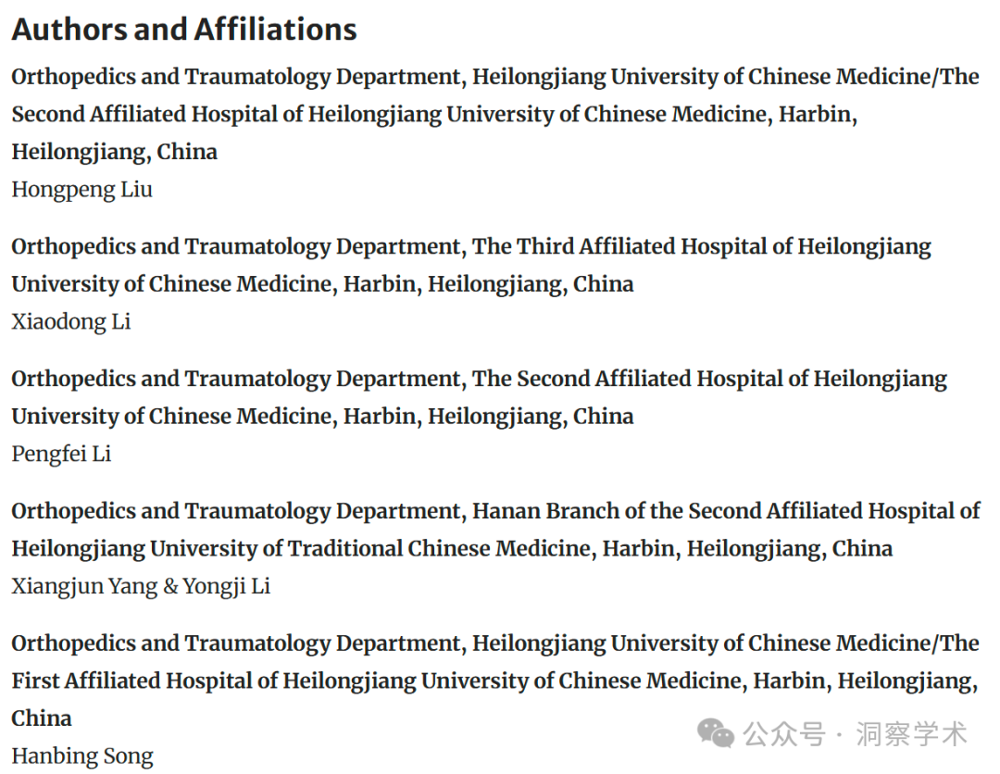 Authors and Affiliations
Orthopedics and Traumatology Department, Heilongjiang University of Chinese Medicine/The
Second Affiliated Hospital of Heilongjiang University of Chinese Medicine, Harbin,
Heilongjiang, China
Hongpeng Liu
Orthopedics and Traumatology Department, The Third Affiliated Hospital of Heilongjiang
University of Chinese Medicine, Harbin, Heilongjiang, China
Xiaodong Li
Orthopedics and Traumatology Department, The Second Affiliated Hospital of Heilongjiang
University of Chinese Medicine, Harbin, Heilongjiang, China
Pengfei Li
Orthopedics and Traumatology Department, Hanan Branch of the Second Affiliated Hospital of
Heilongjiang University of Traditional Chinese Medicine, Harbin, Heilongjiang, China
Xiangjun Yang & Yongji Li
Orthopedics and Traumatology Department, Heilongjiang University of Chinese Medicine/The
First Affiliated Hospital of Heilongjiang University of Chinese Medicine, Harbin, Heilongjiang,
China
公众号 · 洞察学术
Hanbing Song